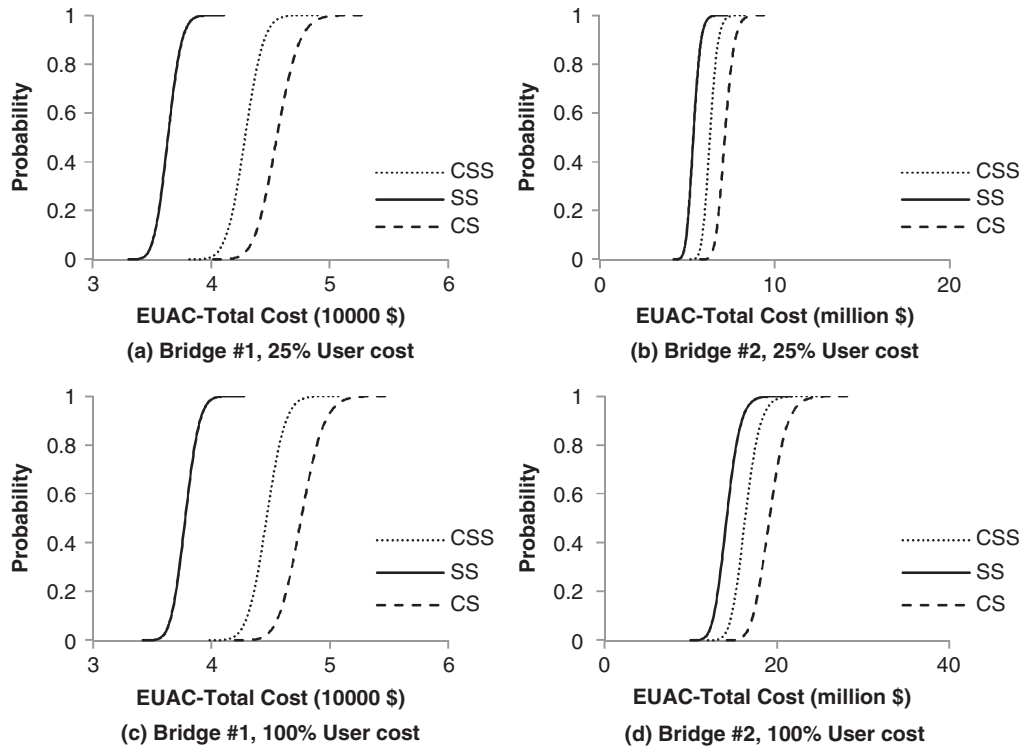 1
0.8
0.6
0.4
0.2
0
Probability
3
4
5
6
CSS
SS
CS
EUAC-Total Cost (10000 $)
(a) Bridge #1, 25% User cost
1
0.8
0.6
0.4
0.2
0
Probability
0
10
20
CSS
SS
CS
EUAC-Total Cost (million $)
(b) Bridge #2, 25% User cost
1
0.8
0.6
0.4
0.2
0
Probability
3
4
5
6
CSS
SS
CS
EUAC-Total Cost (10000 $)
(c) Bridge #1, 100% User cost
1
0.8
0.6
0.4
0.2
0
Probability
0
20
40
CSS
SS
CS
EUAC-Total Cost (million $)
(d) Bridge #2, 100% User cost